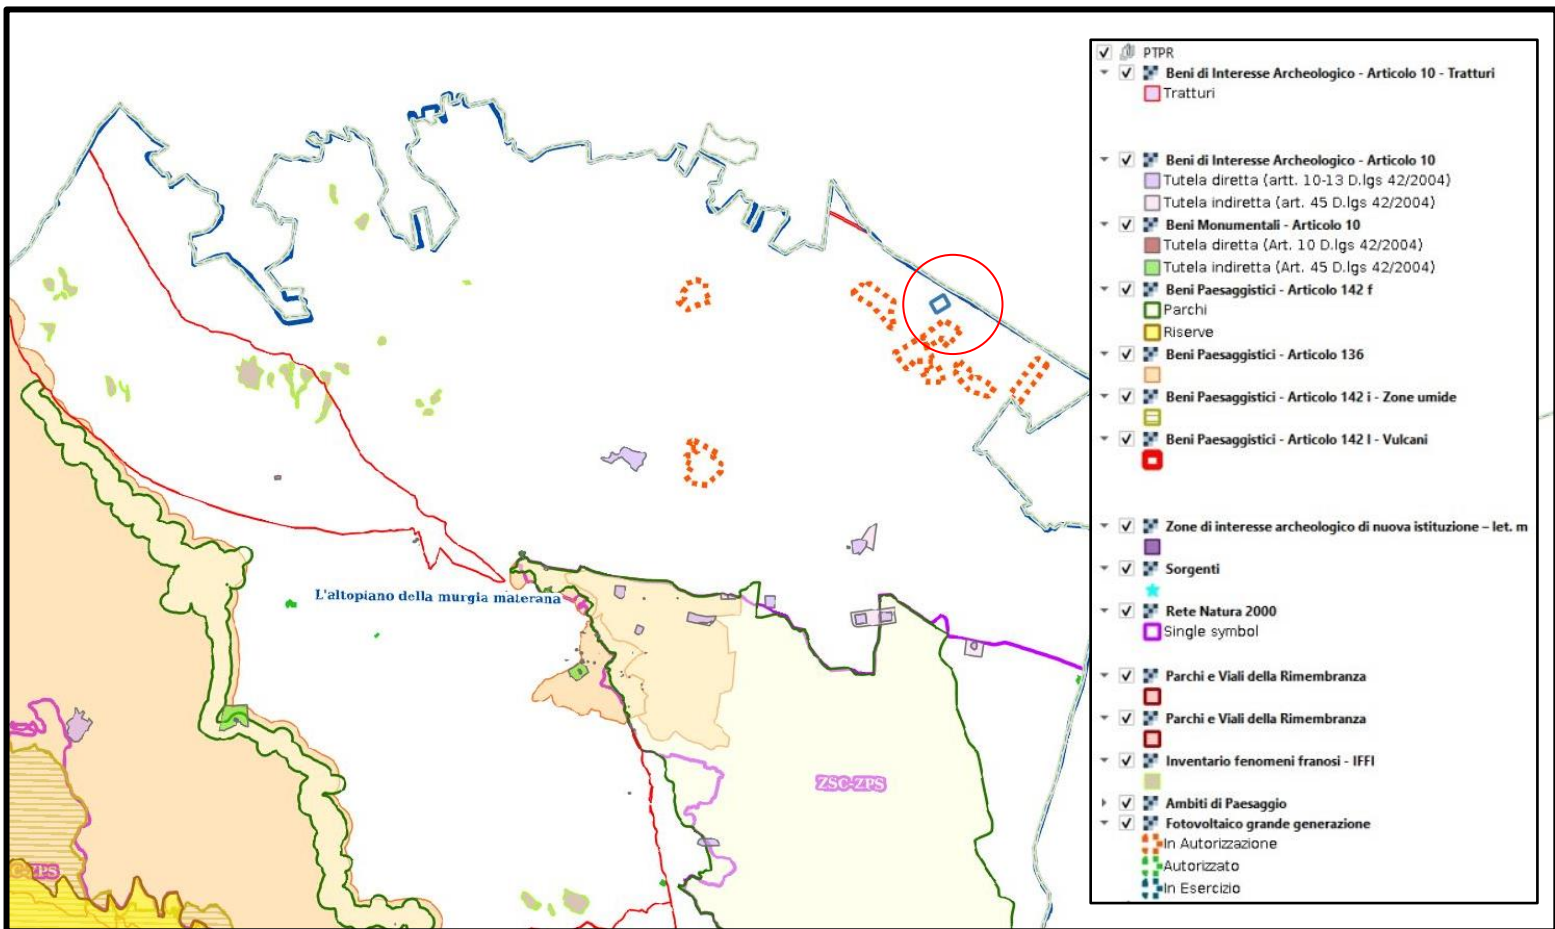 PTPR
Beni di Interesse Archeologico - Articolo 10 - Tratturi
Tratturi
Beni di Interesse Archeologico - Articolo 10
Tutela diretta (artt. 10-13 D.lgs 42/2004)
Tutela indiretta (art. 45 D.lgs 42/2004)
Beni Monumentali - Articolo 10
Tutela diretta (Art. 10 D.lgs 42/2004)
Tutela indiretta (Art. 45 D.lgs 42/2004)
Beni Paesaggistici - Articolo 142 f
Parchi
Riserve
Beni Paesaggistici - Articolo 136
Beni Paesaggistici - Articolo 142 i - Zone umide
Beni Paesaggistici - Articolo 142 l - Vulcani
Zone di interesse archeologico di nuova istituzione – let. m
Sorgenti
Rete Natura 2000
Single symbol
Parchi e Viali della Rimembranza
Parchi e Viali della Rimembranza
Inventario fenomeni franosi - IFFI
Ambiti di Paesaggio
Fotovoltaico grande generazione
In Autorizzazione
Autorizzato
In Esercizio
L'altopiano della murgia materana
ZSC-ZPS
C-ZPS